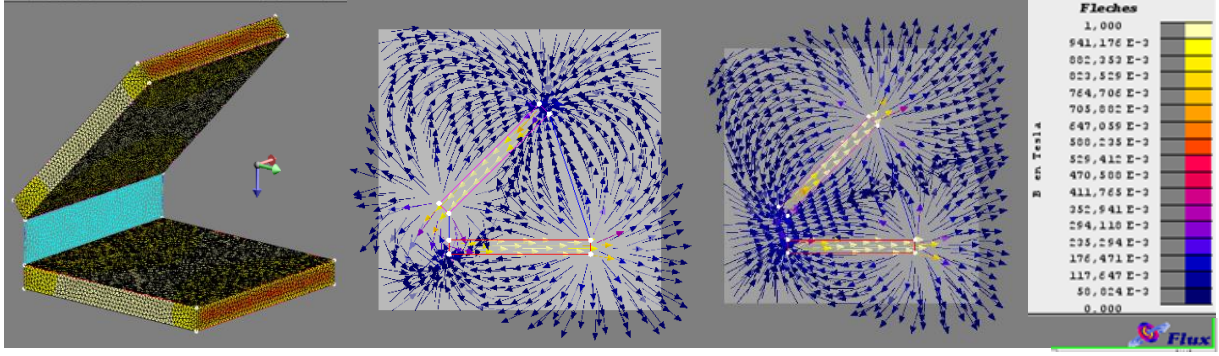 Fleches
1,000
941,176 E-3
882,353 E-3
823,529 E-3
764,706 E-3
705,882 E-3
647,059 E-3
588,235 E-3
529,412 E-3
470,588 E-3
411,765 E-3
352,941 E-3
294,118 E-3
235,294 E-3
176,471 E-3
117,647 E-3
58,824 E-3
0,000
B en Tesla
Flux